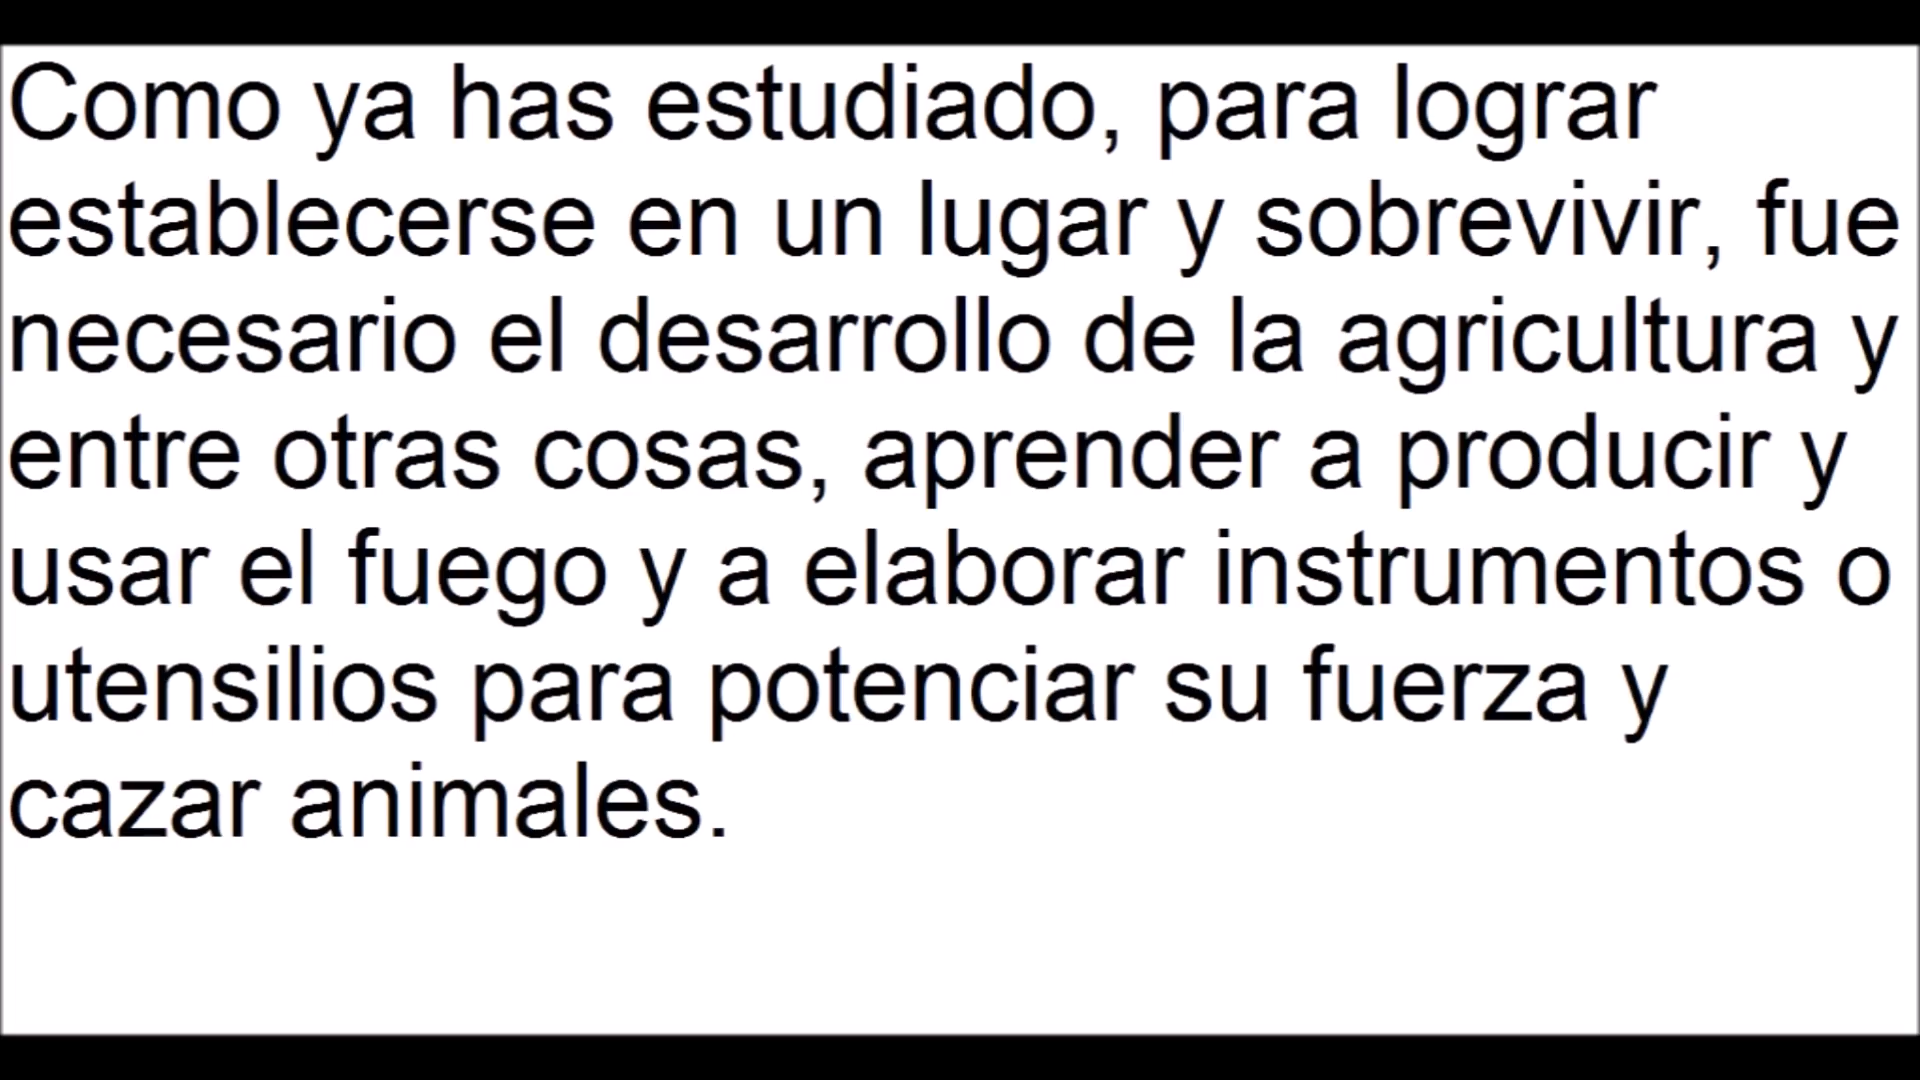 Como ya has estudiado, para lograr
establecerse en un lugar y sobrevivir, fue
necesario el desarrollo de la agricultura y
entre otras cosas, aprender a producir y
usar el fuego y a elaborar instrumentos o
utensilios para potenciar su fuerza y
cazar animales.